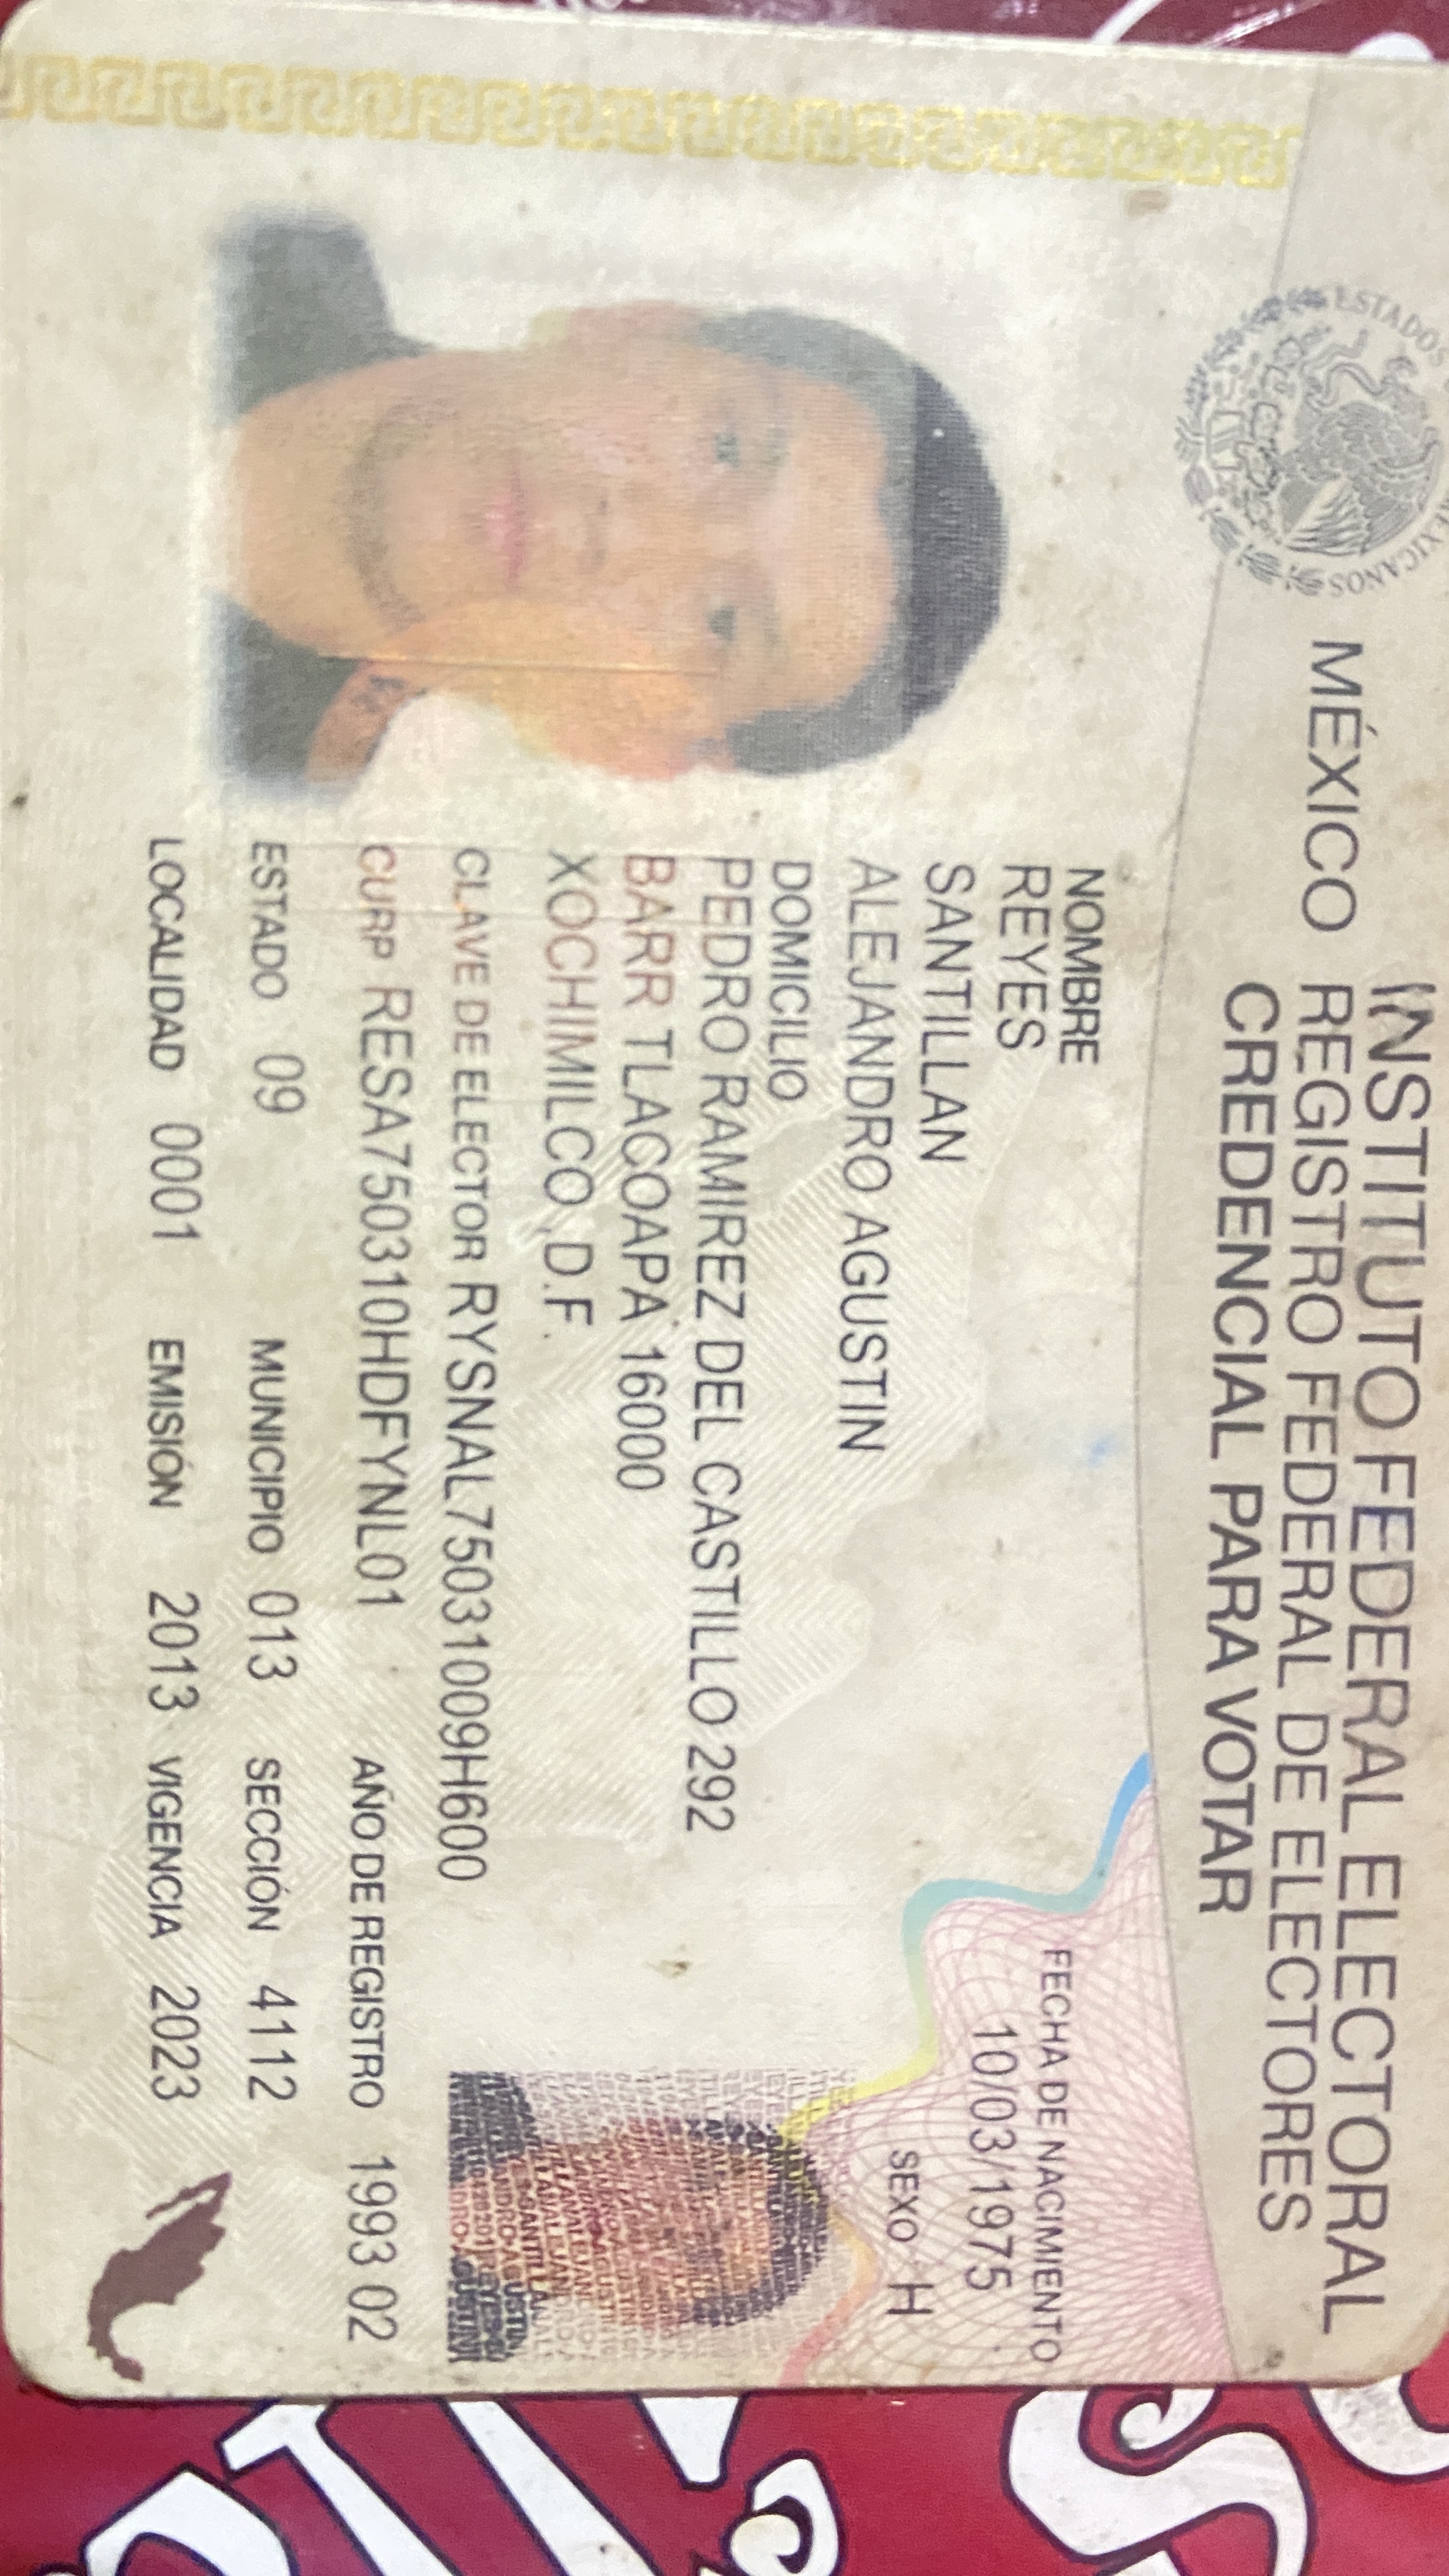 INSTITUTO FEDERAL ELECTORAL
MÉXICO REGISTRO FEDERAL DE ELECTORES
CREDENCIAL PARA VOTAR
ESTADOS MEXICANOS
NOMBRE
REYES
SANTILLAN
ALEJANDRO AGUSTIN
FECHA DE NACIMIENTO
10/03/1975
SEXO H
DOMICILIO
PEDRO RAMIREZ DEL CASTILLO 292
BARR TLACOAPA 16000
XOCHIMILCO ,D.F.
CLAVE DE ELECTOR RYSNAL75031009H600
CURP RESA750310HDFYNL01 AÑO DE REGISTRO 1993 02
ESTADO 09 MUNICIPIO 013 SECCIÓN 4112
LOCALIDAD 0001 EMISIÓN 2013 VIGENCIA 2023